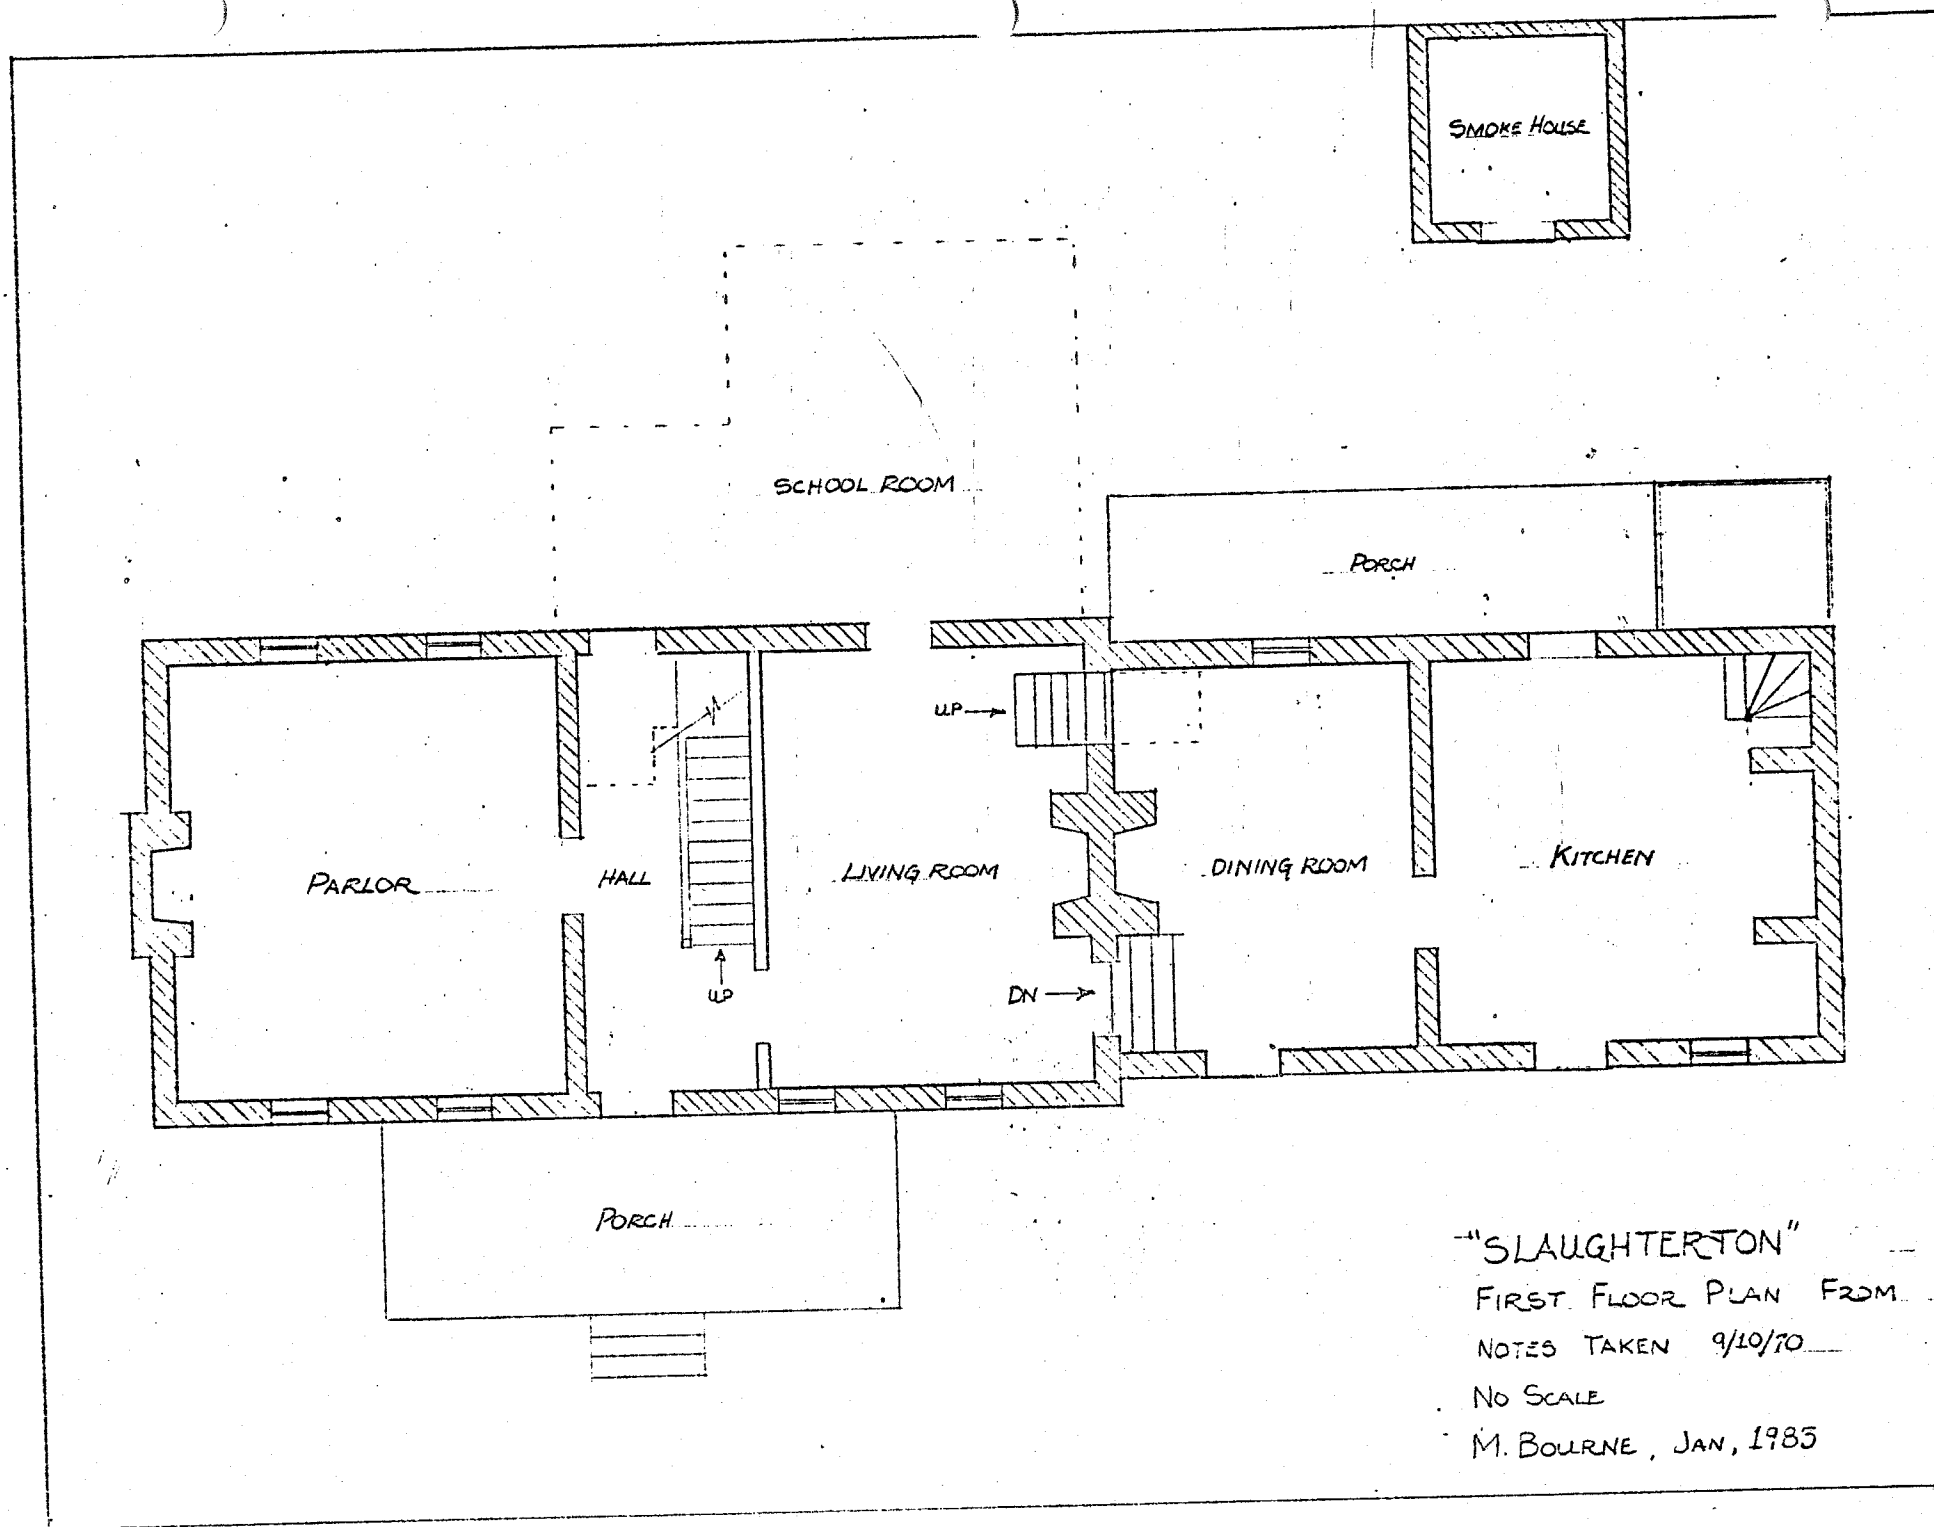 SMOKE HOUSE
SCHOOL ROOM
PORCH
UP
PARLOR
HALL
LIVING ROOM
DINING ROOM
KITCHEN
UP
DN
PORCH
"SLAUGHTERTON"
FIRST FLOOR PLAN FROM
NOTES TAKEN 9/10/70
NO SCALE
M. BOURNE, JAN, 1983